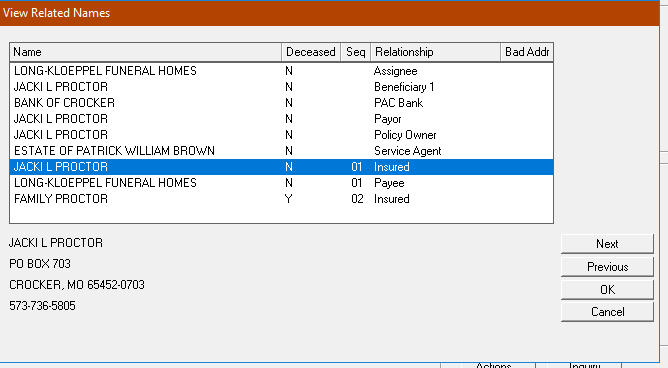 View Related Names
Name Deceased Seq Relationship Bad Addr
LONG-KLOEPPEL FUNERAL HOMES N Assignee
JACKI L PROCTOR N Beneficiary 1
BANK OF CROCKER N PAC Bank
JACKI L PROCTOR N Payor
JACKI L PROCTOR N Policy Owner
ESTATE OF PATRICK WILLIAM BROWN N Service Agent
JACKI L PROCTOR N 01 Insured
LONG-KLOEPPEL FUNERAL HOMES N 01 Payee
FAMILY PROCTOR Y 02 Insured
JACKI L PROCTOR
PO BOX 703
CROCKER, MO 65452-0703
573-736-5805
Next
Previous
OK
Cancel
Actions Inquiry